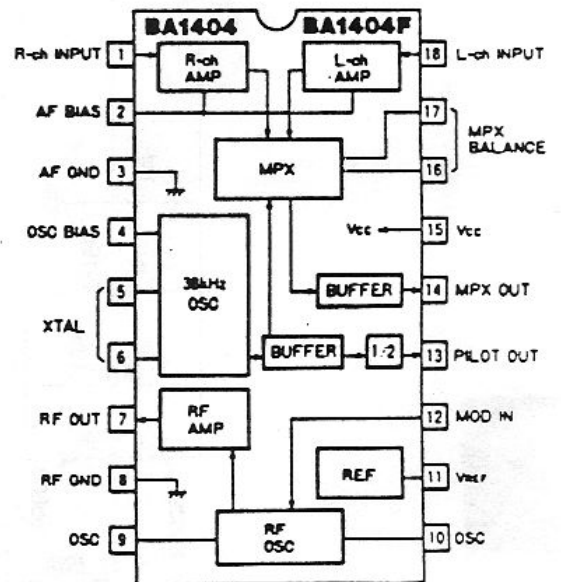 BA1404 BA1404F
R-ch INPUT 1 R-ch AMP L-ch AMP 18 L-ch INPUT
AF BIAS 2 17
MPX BALANCE
AF GND 3 MPX 16
OSC BIAS 4 Vcc 15 Vcc
XTAL
5 38kHz OSC BUFFER 14 MPX OUT
6 BUFFER 1/2 13 PILOT OUT
RF OUT 7 RF AMP 12 MOD IN
RF GND 8 REF 11 VREF
OSC 9 RF OSC 10 OSC